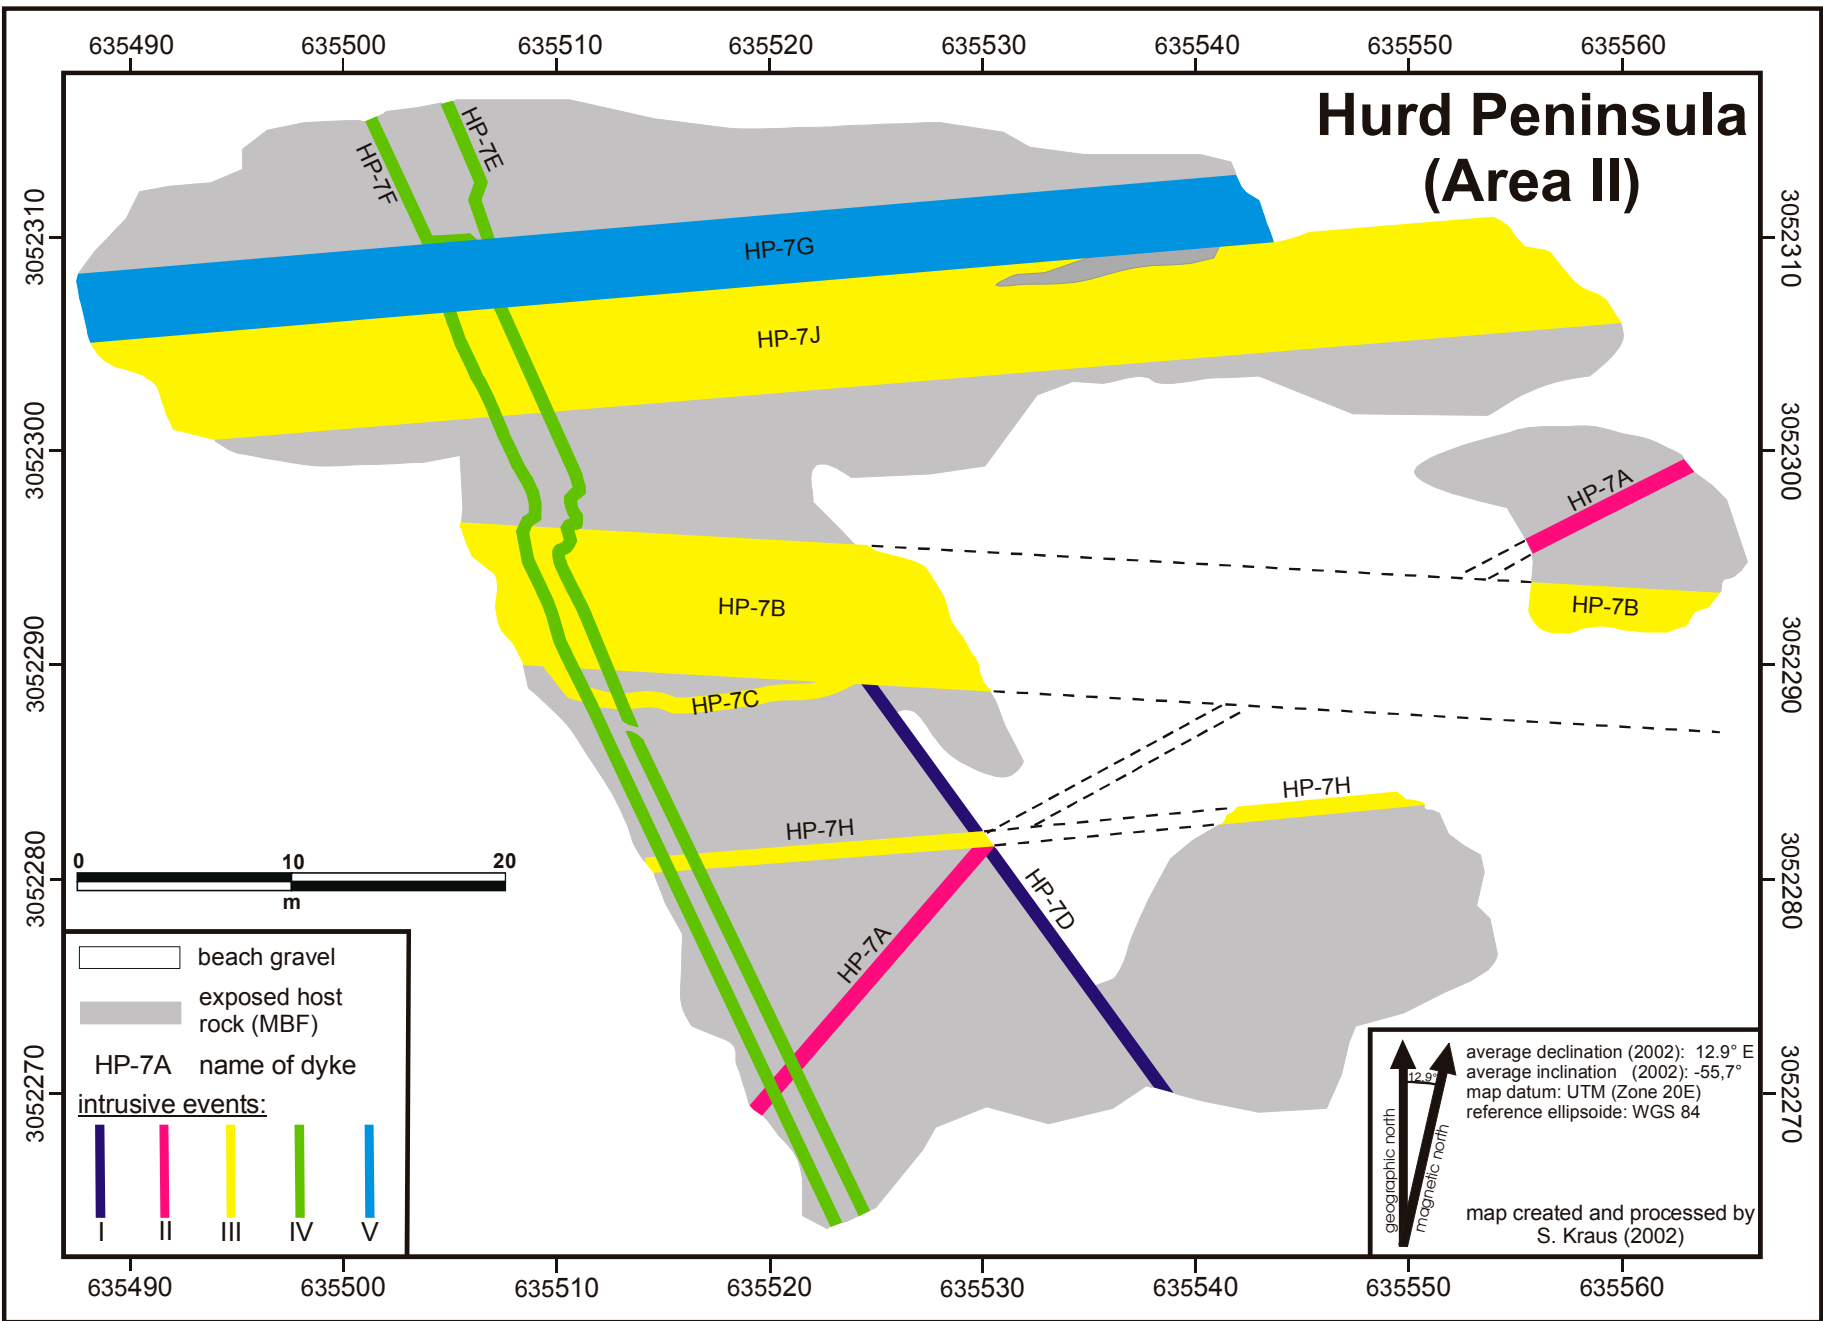 635490 635500 635510 635520 635530 635540 635550 635560
Hurd Peninsula
(Area II)
3052310
3052300
3052290
3052280
3052270
3052310
3052300
3052290
3052280
3052270
HP-7E
HP-7F
HP-7G
HP-7J
HP-7A
HP-7B
HP-7B
HP-7C
HP-7H
HP-7H
HP-7D
HP-7A
0 10 20
m
beach gravel
exposed host
rock (MBF)
HP-7A name of dyke
intrusive events:
I II III IV V
12.9°
geographic north
magnetic north
average declination (2002): 12.9° E
average inclination (2002): -55,7°
map datum: UTM (Zone 20E)
reference ellipsoide: WGS 84
map created and processed by
S. Kraus (2002)
635490 635500 635510 635520 635530 635540 635550 635560